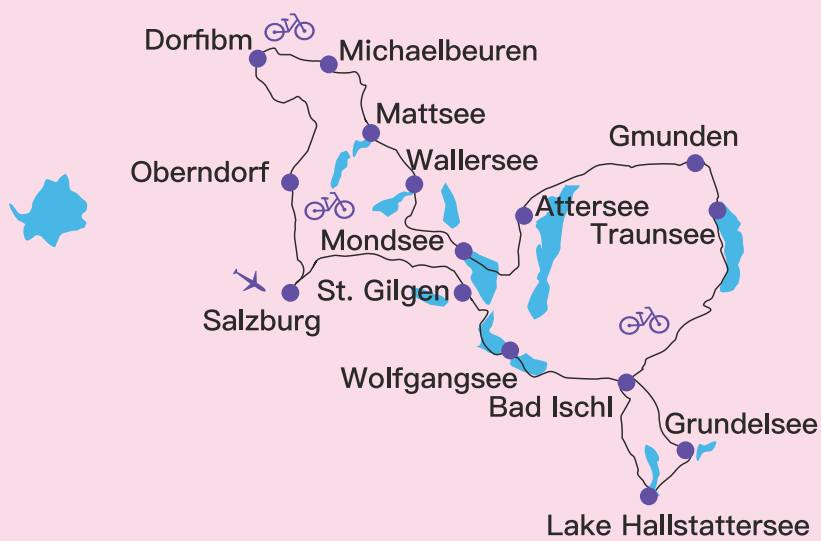 Dorfibm
Michaelbeuren
Mattsee
Gmunden
Wallersee
Oberndorf
Attersee
Traunsee
Mondsee
St. Gilgen
Salzburg
Wolfgangsee
Bad Ischl
Grundelsee
Lake Hallstattersee